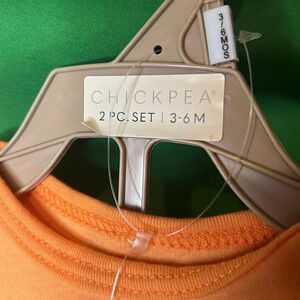 3/6MOS
CHICKPEA®
2 PC. SET | 3-6 M